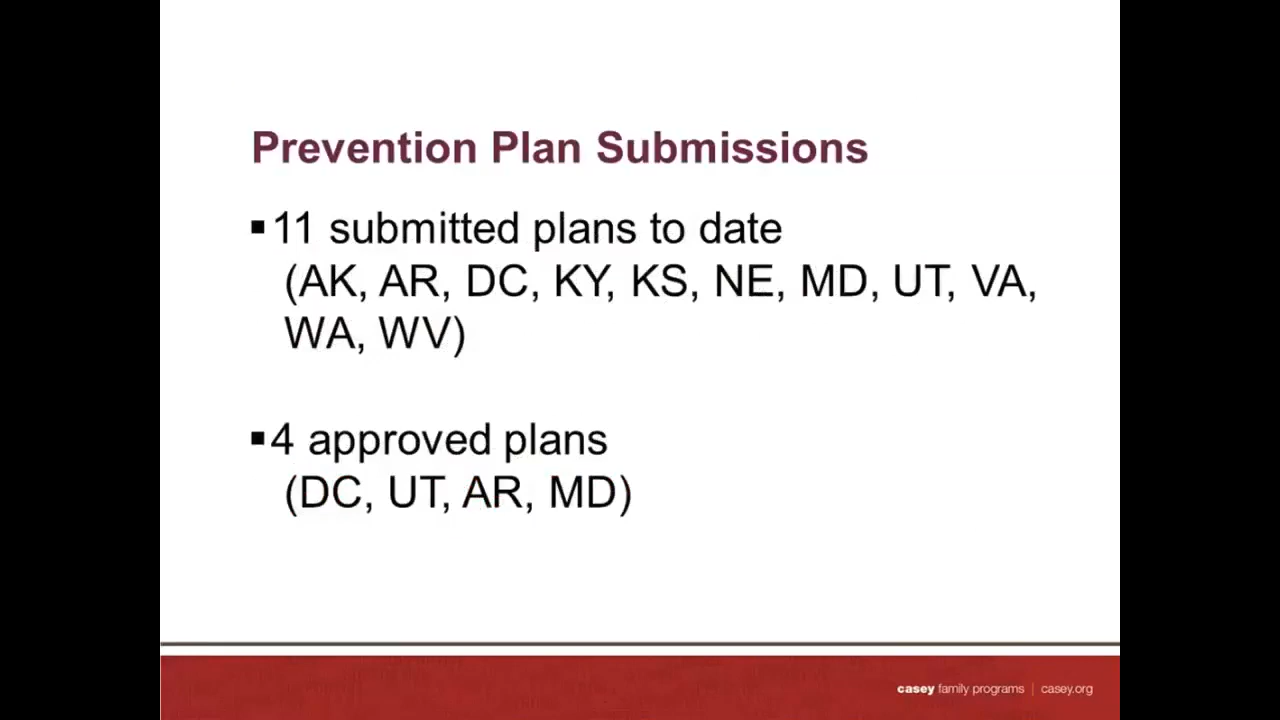 Prevention Plan Submissions
▪11 submitted plans to date
(AK, AR, DC, KY, KS, NE, MD, UT, VA,
WA, WV)
▪4 approved plans
(DC, UT, AR, MD)
casey family programs | casey.org